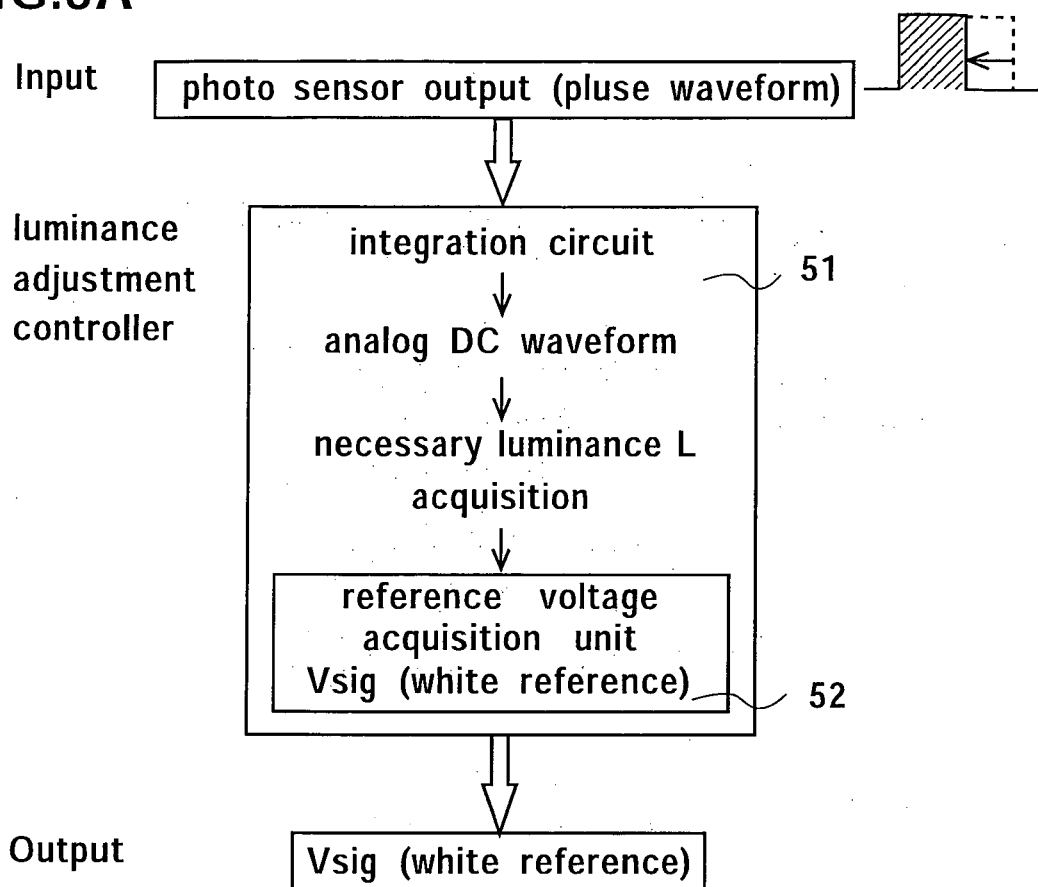 Input
photo sensor output (pluse waveform)
luminance
adjustment
controller
integration circuit
51
analog DC waveform
necessary luminance L
acquisition
reference voltage
acquisition unit
Vsig (white reference)
52
Output
Vsig (white reference)